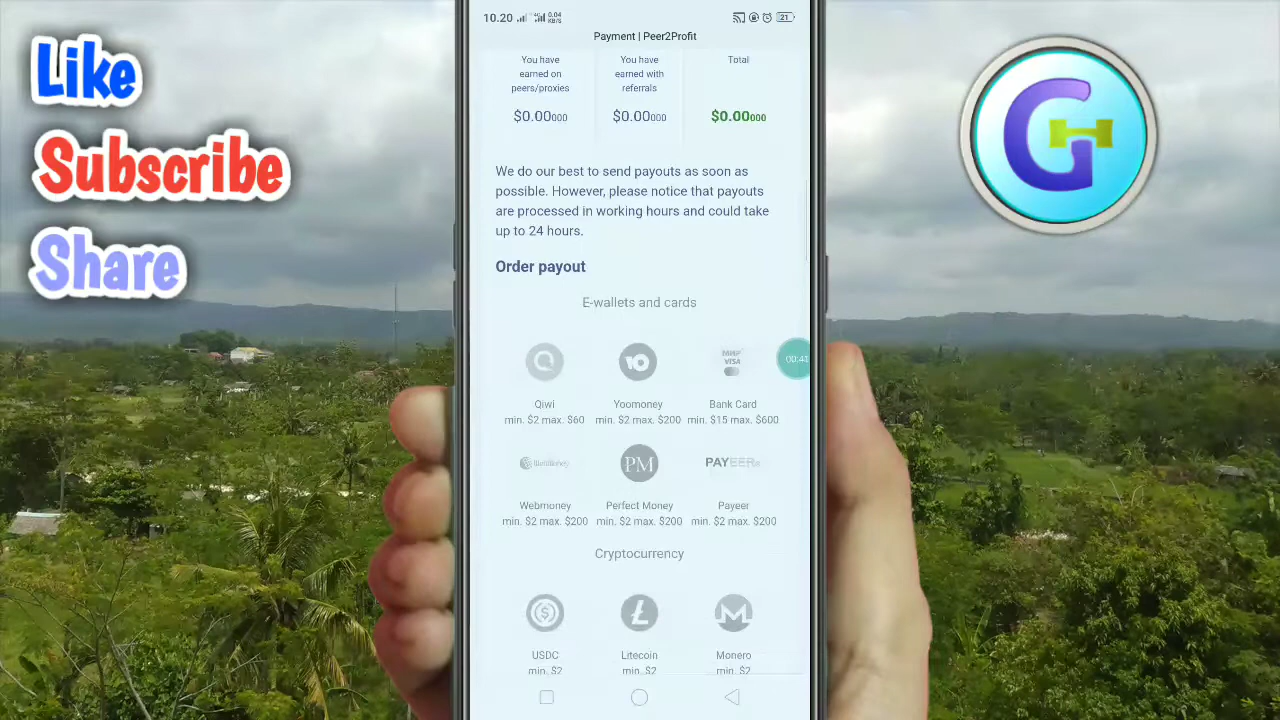 Like
Subscribe
Share
G
10.20
0.04
KB/S
21
Payment | Peer2Profit
You have
earned on
peers/proxies
$0.00000
You have
earned with
referrals
$0.00000
Total
$0.00000
We do our best to send payouts as soon as
possible. However, please notice that payouts
are processed in working hours and could take
up to 24 hours.
Order payout
E-wallets and cards
00:41
МИР
VISA
Qiwi
min. $2 max. $60
Yoomoney
min. $2 max. $200
Bank Card
min. $15 max. $600
WebMoney
PM
PAYEER
Webmoney
min. $2 max. $200
Perfect Money
min. $2 max. $200
Payeer
min. $2 max. $200
Cryptocurrency
USDC
min. $2
Litecoin
min. $2
Monero
min. $2